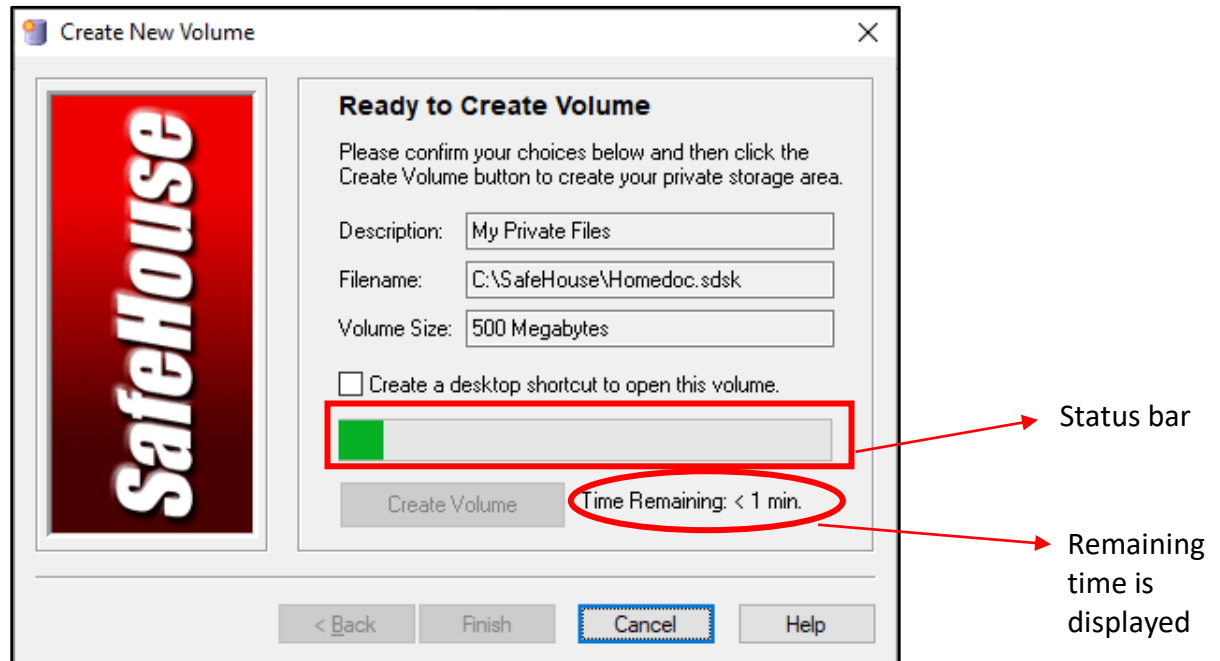 Create New Volume
SafeHouse
Ready to Create Volume
Please confirm your choices below and then click the
Create Volume button to create your private storage area.
Description: My Private Files
Filename: C:\SafeHouse\Homedoc.sdsk
Volume Size: 500 Megabytes
Create a desktop shortcut to open this volume.
Status bar
Create Volume Time Remaining: < 1 min.
Remaining
time is
displayed
< Back Finish Cancel Help